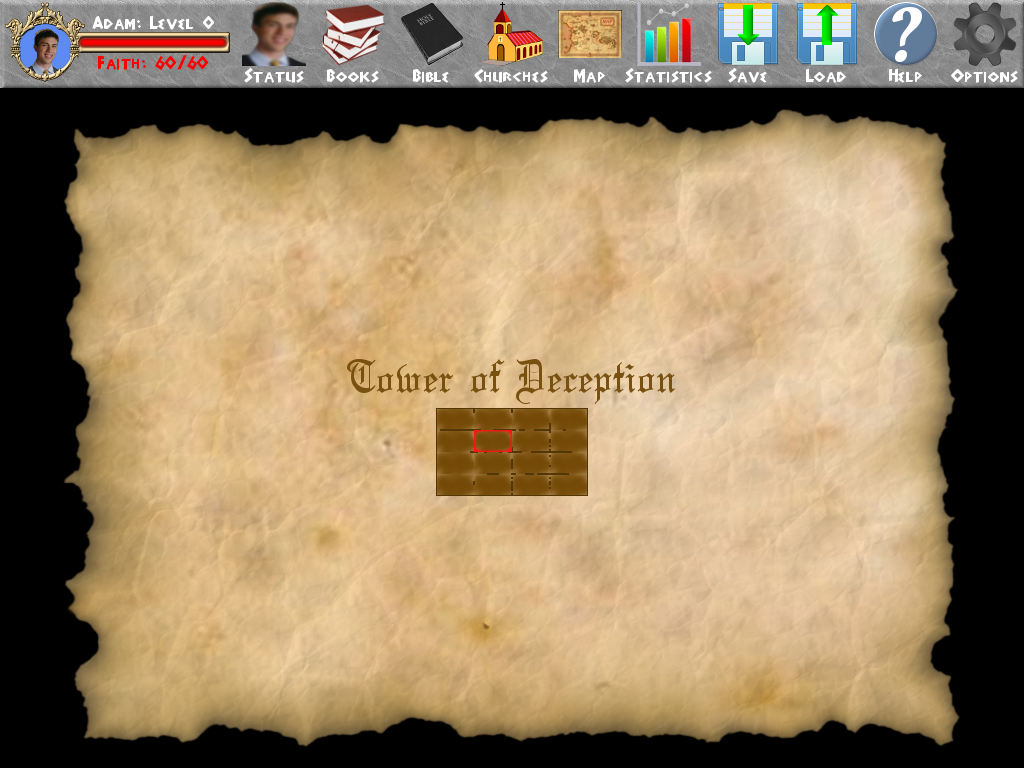 Adam: Level 0
Faith: 60/60
Status
Books
Bible
Churches
Map
Statistics
Save
Load
Help
Options
Tower of Deception